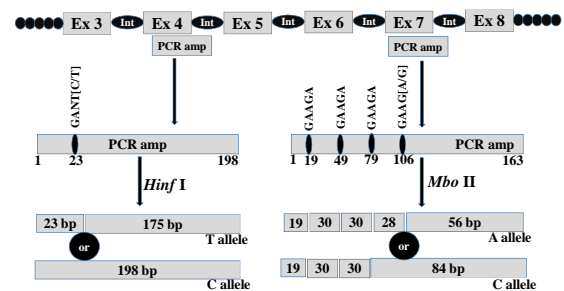 Ex 3 Int Ex 4 Int Ex 5 Int Ex 6 Int Ex 7 Int Ex 8
PCR amp PCR amp
GANT[C/T] GAAGA GAAGA GAAGA GAAG[A/G]
PCR amp PCR amp
1 23 198 1 19 49 79 106 163
Hinf I Mbo II
23 bp 175 bp 19 30 30 28 56 bp
T allele A allele
or or
198 bp 19 30 30 84 bp
C allele C allele